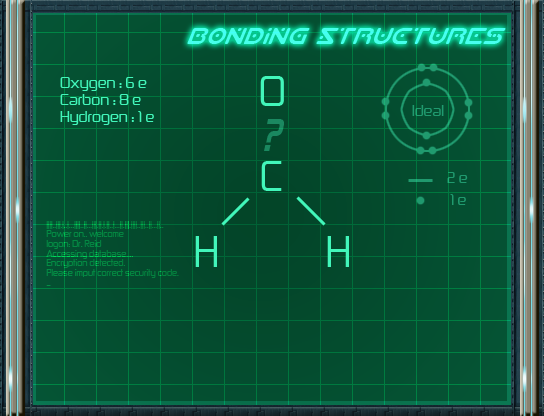 BONDING STRUCTURES
Oxygen : 6 e
Carbon : 8 e
Hydrogen : 1 e
O
?
C
H H
Ideal
2 e
1 e
Power on... welcome
logon: Dr. Reid
Accessing database...
Encryption detected.
Please input correct security code.
_